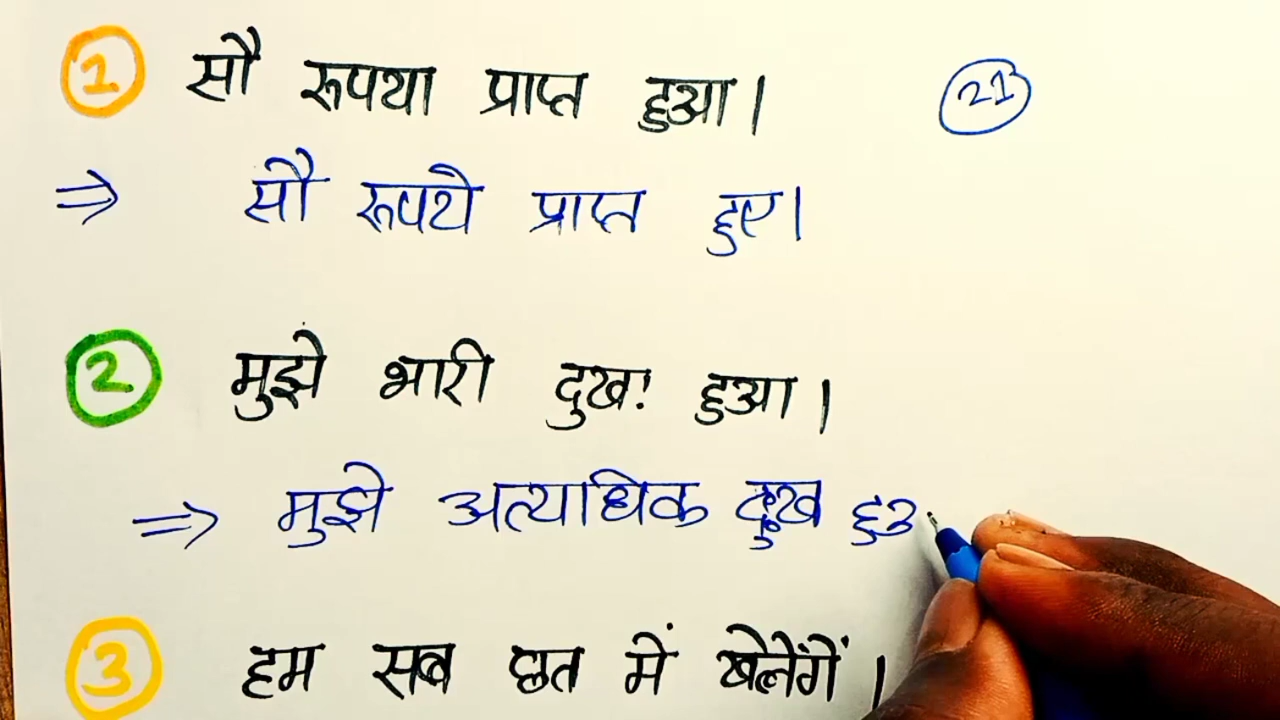 1 सौ रूपया प्राप्त हुआ। 21
⇒ सौ रूपये प्राप्त हुए।
2 मुझे भारी दुख: हुआ।
⇒ मुझे अत्याधिक दुख हुअ
3 हम सब छत में खेलेंगें।